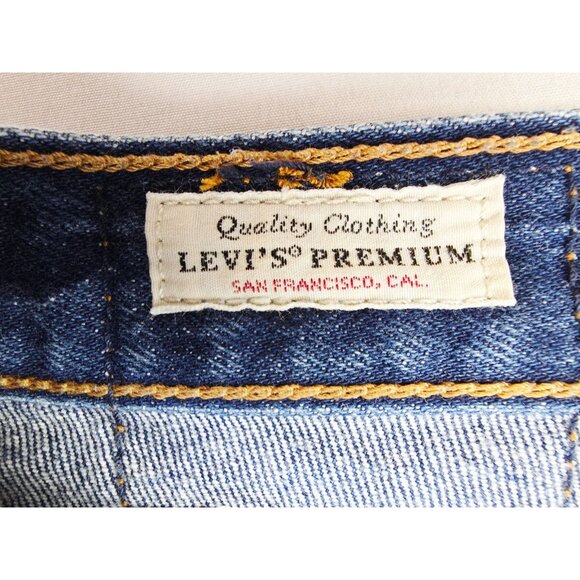 Quality Clothing
LEVI'S® PREMIUM
SAN FRANCISCO, CAL.